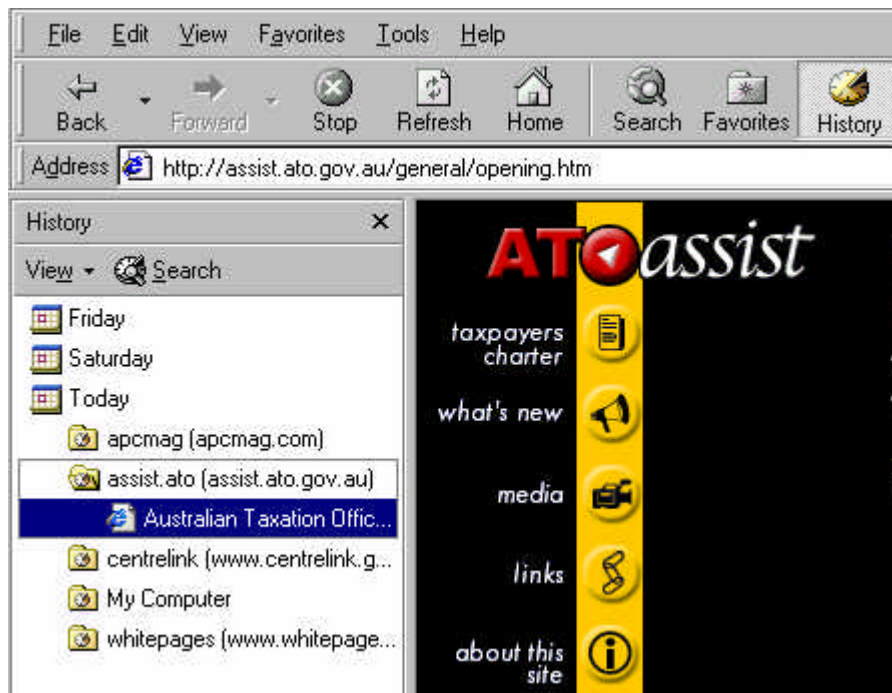 File Edit View Favorites Tools Help
Back Forward Stop Refresh Home Search Favorites History
Address http://assist.ato.gov.au/general/opening.htm
History
View Search
Friday
Saturday
Today
apcmag (apcmag.com)
assist.ato (assist.ato.gov.au)
Australian Taxation Offic...
centrelink (www.centrelink.g...
My Computer
whitepages (www.whitepage...
ATO assist
taxpayers
charter
what's new
media
links
about this
site